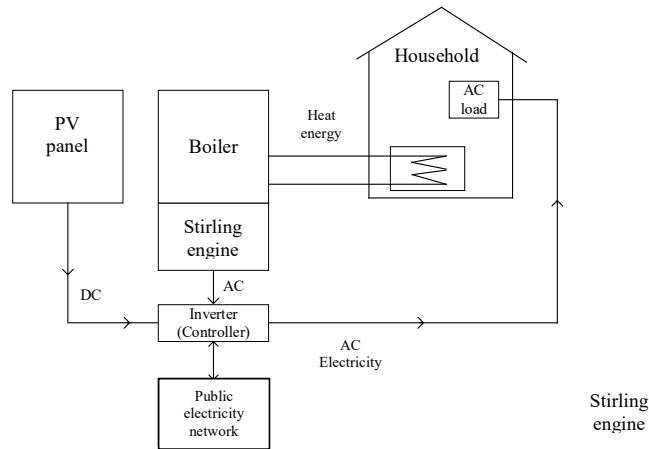 Household
AC
load
PV
panel
Boiler
Heat
energy
Stirling
engine
DC
AC
Inverter
(Controller)
AC
Electricity
Public
electricity
network
Stirling
engine